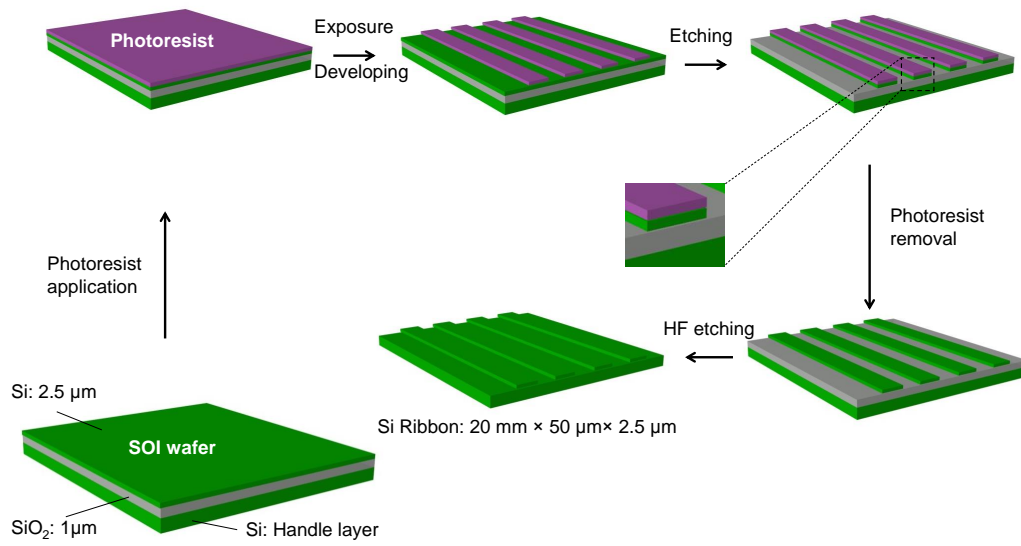 Photoresist
Exposure
Developing
Etching
Photoresist
removal
HF etching
Si Ribbon: 20 mm × 50 µm× 2.5 µm
Photoresist
application
Si: 2.5 µm
SOI wafer
SiO₂: 1µm
Si: Handle layer